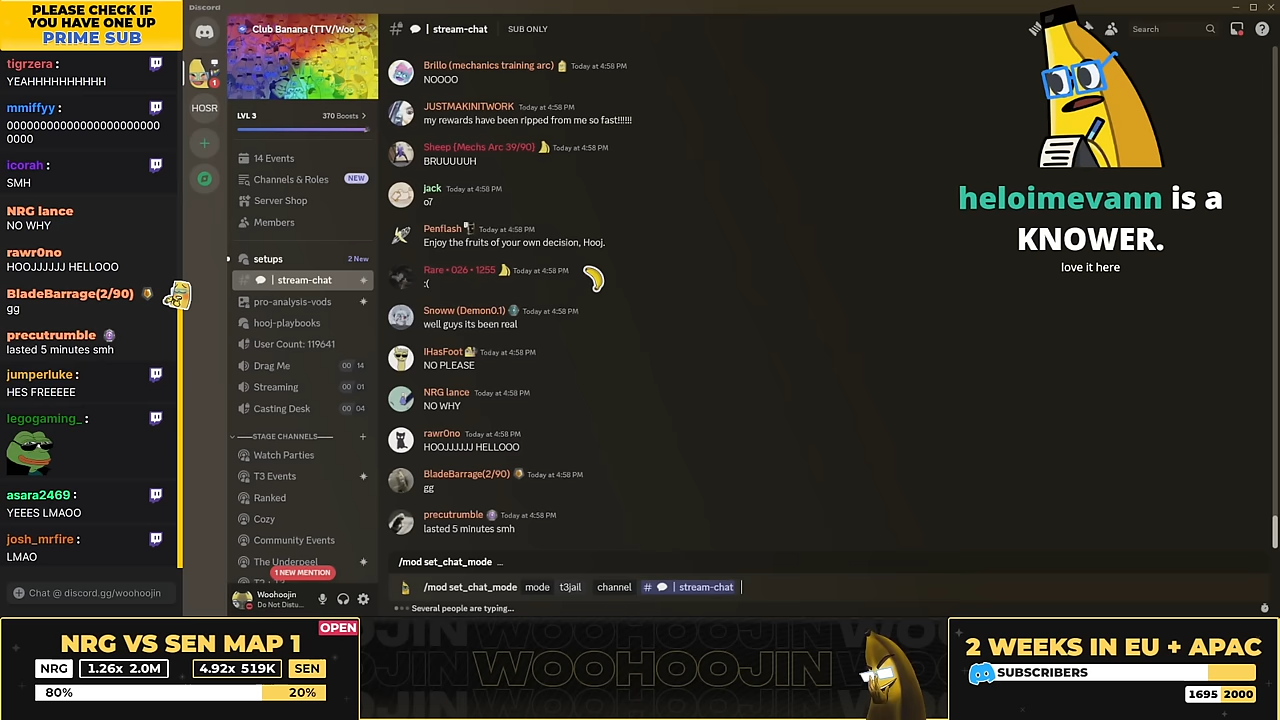 PLEASE CHECK IF
YOU HAVE ONE UP
PRIME SUB
tigrzera :
YEAHHHHHHHHHH
mmiffyy :
OOOOOOOOOOOOOOOOOOOOOO
OOOO
icorah :
SMH
NRG lance
NO WHY
rawr0no
HOOJJJJJJ HELLOOO
BladeBarrage(2/90)
gg
precutrumble
lasted 5 minutes smh
jumperluke :
HES FREEEEE
legogaming_ :
asara2469 :
YEEES LMAOO
josh_mrfire :
LMAO
Chat @ discord.gg/woohoojin
Discord
HOSR
1
Club Banana (TTV/Woo
LVL 3
370 Boosts >
14 Events
Channels & Roles
NEW
Server Shop
Members
setups
2 New
# 💬 | stream-chat
pro-analysis-vods
hooj-playbooks
User Count: 119641
Drag Me
00 14
Streaming
00 01
Casting Desk
00 04
STAGE CHANNELS
Watch Parties
T3 Events
Ranked
Cozy
Community Events
The Underpeel
1 NEW MENTION
Woohoojin
Do Not Distu...
💬 | stream-chat
SUB ONLY
Search
Brillo (mechanics training arc) Today at 4:58 PM
NOOOO
JUSTMAKINITWORK Today at 4:58 PM
my rewards have been ripped from me so fast!!!!!!
Sheep (Mechs Arc 39/90) Today at 4:58 PM
BRUUUUUH
jack Today at 4:58 PM
o7
Penflash Today at 4:58 PM
Enjoy the fruits of your own decision, Hooj.
Rare • 026 • 1255 Today at 4:58 PM
:(
Snoww (Demon0.1) Today at 4:58 PM
well guys its been real
IHasFoot Today at 4:58 PM
NO PLEASE
NRG lance Today at 4:58 PM
NO WHY
rawr0no Today at 4:58 PM
HOOJJJJJJ HELLOOO
BladeBarrage(2/90) Today at 4:58 PM
gg
precutrumble Today at 4:58 PM
lasted 5 minutes smh
/mod set_chat_mode ...
/mod set_chat_mode mode t3jail channel # 💬 | stream-chat
Several people are typing...
heloimevann is a
KNOWER.
love it here
NRG VS SEN MAP 1
OPEN
NRG 1.26x 2.0M 4.92x 519K SEN
80% 20%
WOOHOOJIN
2 WEEKS IN EU + APAC
SUBSCRIBERS
1695 2000